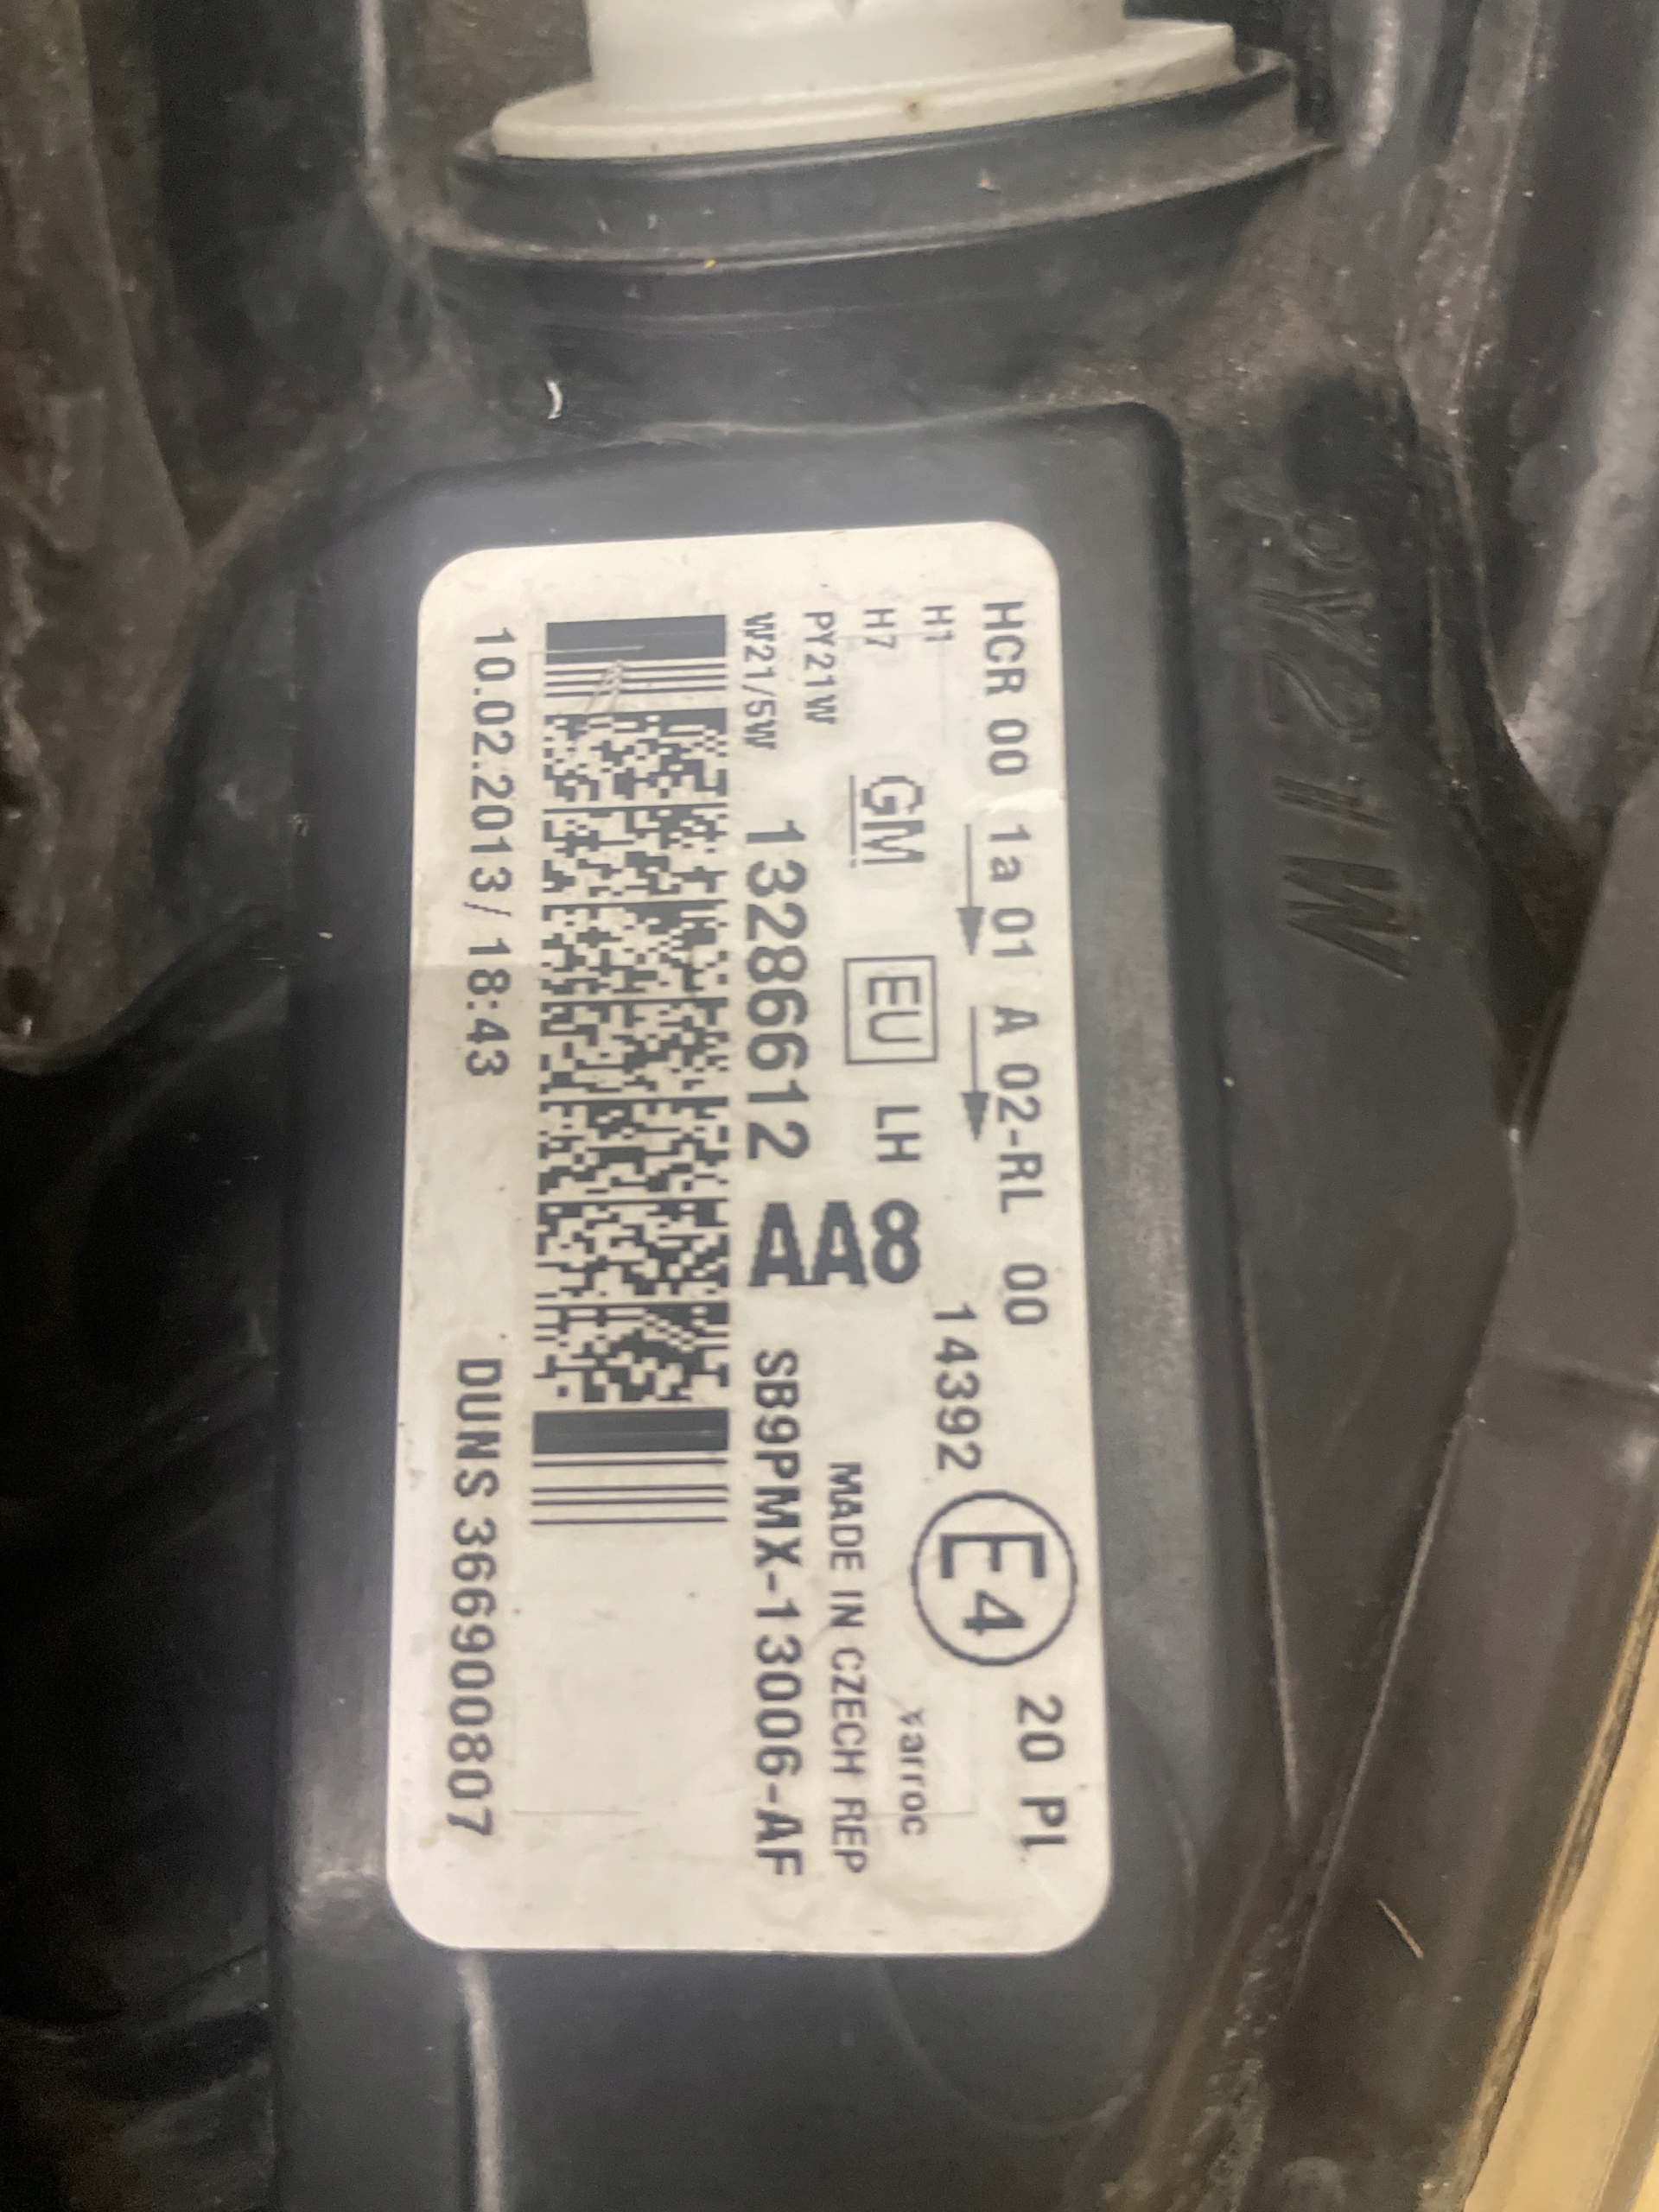 HCR 00 1a 01 A 02-RL 00 20 PL
H1
14392 E4
H7
GM EU LH
varroc
PY21W
MADE IN CZECH REP
W21/5W 13286612 AA8 SB9PMX-13006-AF
10.02.2013/ 18:43 DUNS 366900807
PY21W